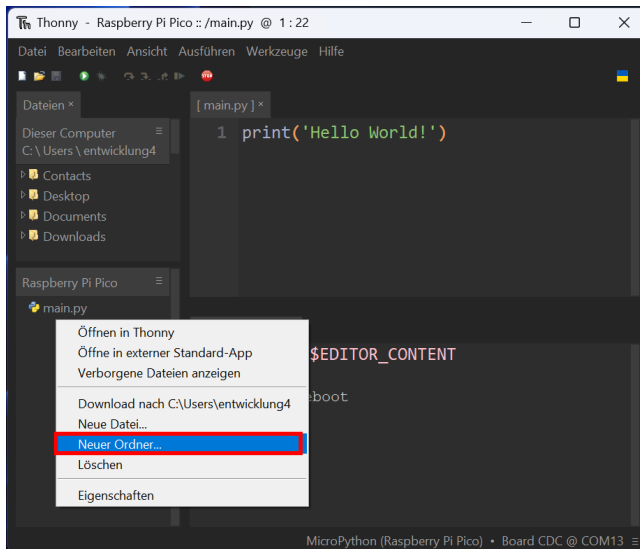 Thonny - Raspberry Pi Pico :: /main.py @ 1 : 22
Datei Bearbeiten Ansicht Ausführen Werkzeuge Hilfe
STOP
Dateien ×
[ main.py ] ×
Dieser Computer
C: \ Users \ entwicklung4
Contacts
Desktop
Documents
Downloads
1 print('Hello World!')
Raspberry Pi Pico
main.py
Öffnen in Thonny
Öffne in externer Standard-App
Verborgene Dateien anzeigen
Download nach C:\Users\entwicklung4
Neue Datei...
Neuer Ordner...
Löschen
Eigenschaften
$EDITOR_CONTENT
eboot
MicroPython (Raspberry Pi Pico) • Board CDC @ COM13